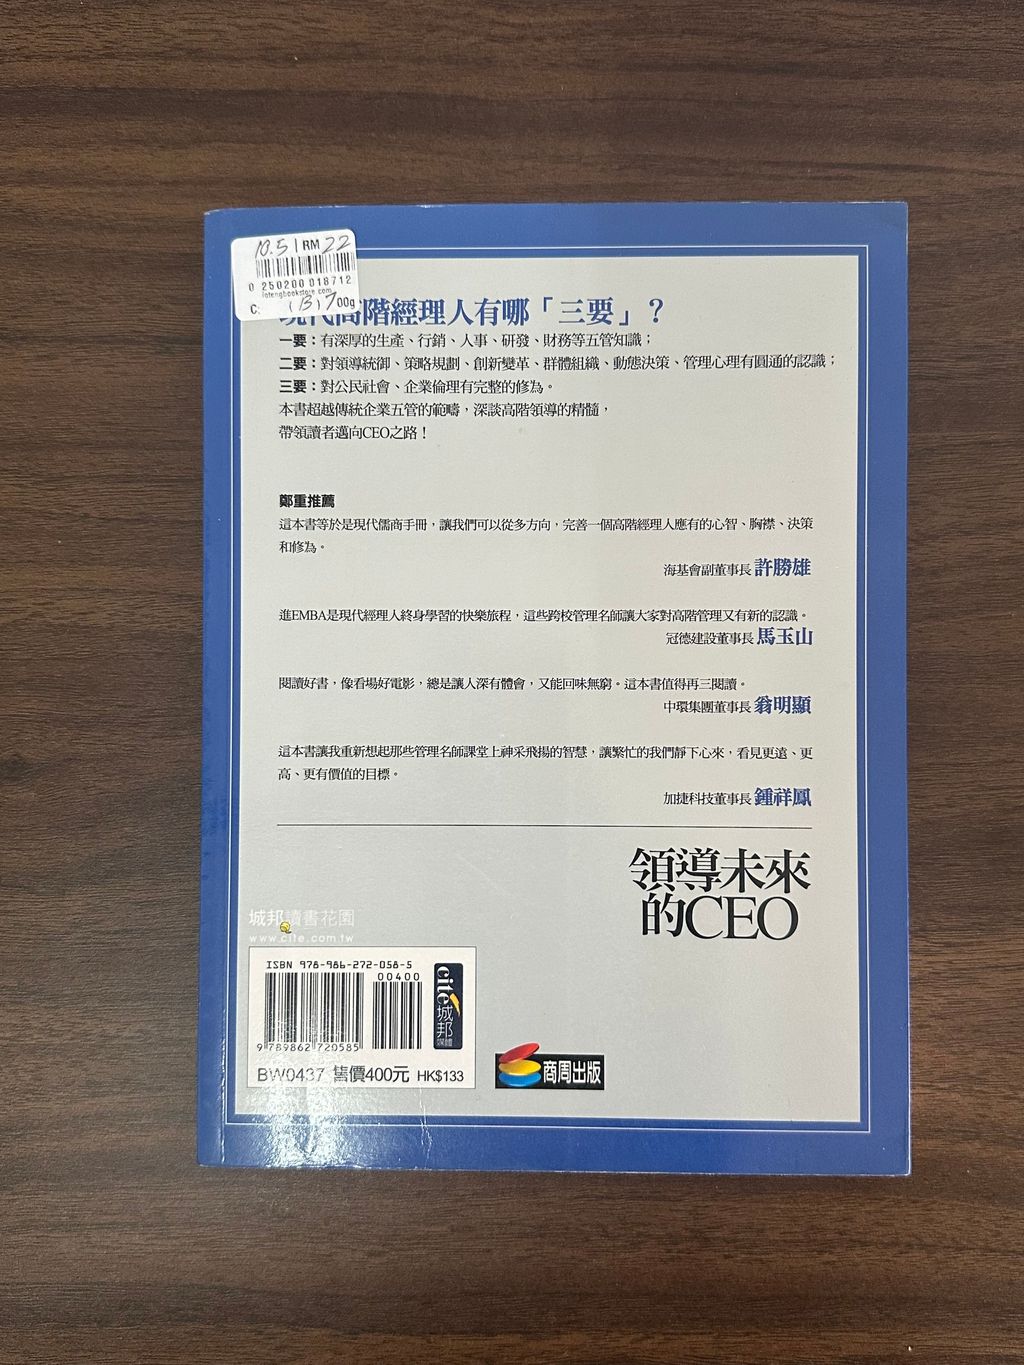 10.5 RM 22
0 250200 018712
lotengbookstore.com
C:
00g
現代高階經理人有哪「三要」？
一要：有深厚的生產、行銷、人事、研發、財務等五管知識；
二要：對領導統御、策略規劃、創新變革、群體組織、動態決策、管理心理有圓通的認識；
三要：對公民社會、企業倫理有完整的修為。
本書超越傳統企業五管的範疇，深談高階領導的精髓，
帶領讀者邁向CEO之路！
鄭重推薦
這本書等於是現代儒商手冊，讓我們可以從多方向，完善一個高階經理人應有的心智、胸襟、決策
和修為。
海基會副董事長 許勝雄
進EMBA是現代經理人終身學習的快樂旅程，這些跨校管理名師讓大家對高階管理又有新的認識。
冠德建設董事長 馬玉山
閱讀好書，像看場好電影，總是讓人深有體會，又能回味無窮。這本書值得再三閱讀。
中環集團董事長 翁明顯
這本書讓我重新想起那些管理名師課堂上神采飛揚的智慧，讓繁忙的我們靜下心來，看見更遠、更
高、更有價值的目標。
加捷科技董事長 鍾祥鳳
領導未來
的CEO
城邦讀書花園
www.cite.com.tw
ISBN 978-986-272-058-5
00400
9 789862 720585
cité城邦
媒體
BW0437 售價400元 HK$133
商周出版